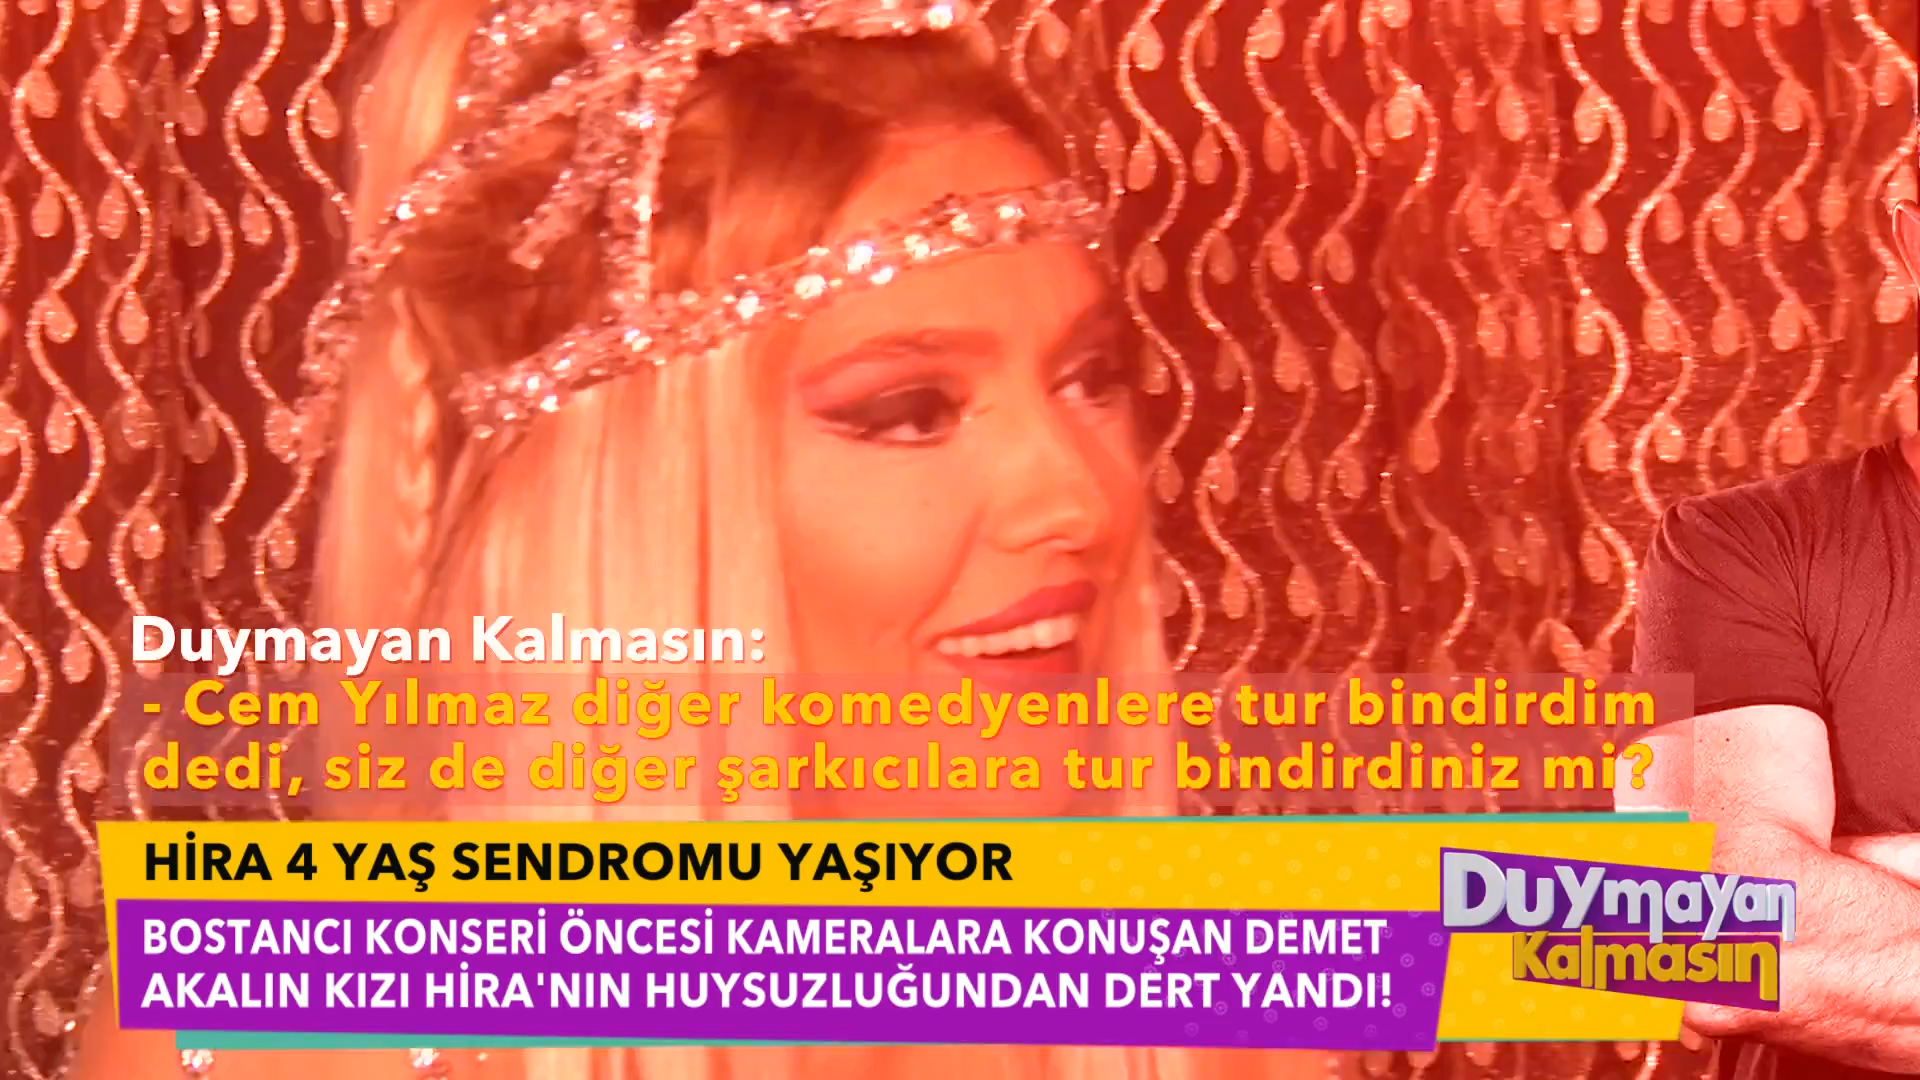 Duymayan Kalmasın:
- Cem Yılmaz diğer komedyenlere tur bindirdim
dedi, siz de diğer şarkıcılara tur bindirdiniz mi?
HİRA 4 YAŞ SENDROMU YAŞIYOR
BOSTANCI KONSERİ ÖNCESİ KAMERALARA KONUŞAN DEMET
AKALIN KIZI HİRA'NIN HUYSUZLUĞUNDAN DERT YANDI!
Duymayan
Kalmasın